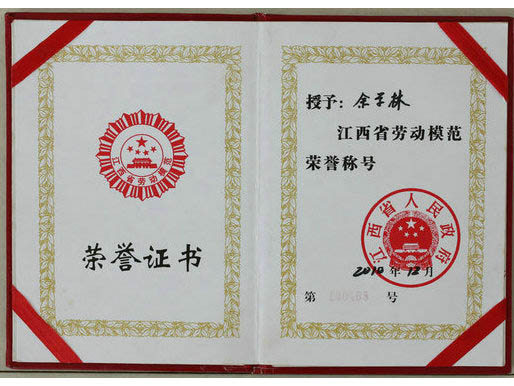 江西省劳动模范
荣誉证书
授予：余子林
江西省劳动模范
荣誉称号
江西省人民政府
2010年12月
第 号